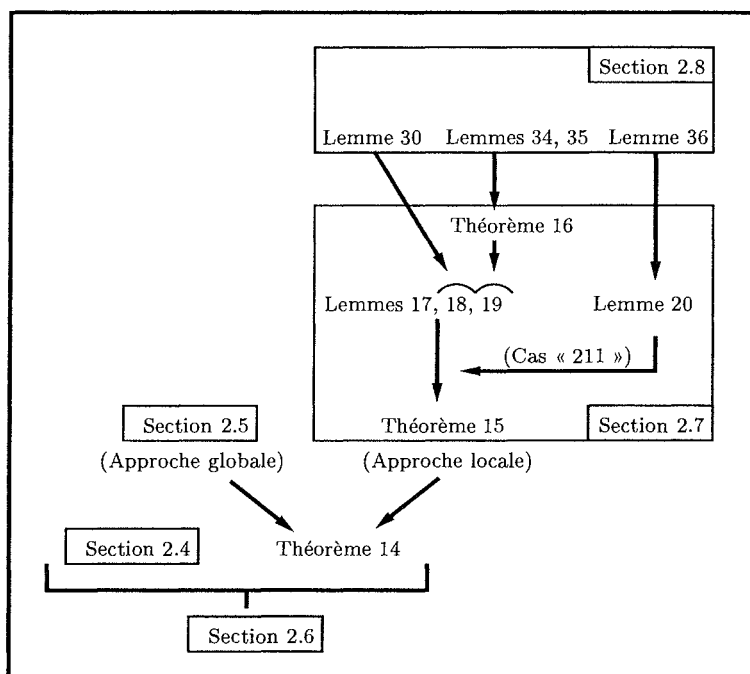 Section 2.8
Lemme 30 Lemmes 34, 35 Lemme 36
Théorème 16
Lemmes 17, 18, 19 Lemme 20
(Cas « 211 »)
Section 2.5 Théorème 15 Section 2.7
(Approche globale) (Approche locale)
Section 2.4 Théorème 14
Section 2.6